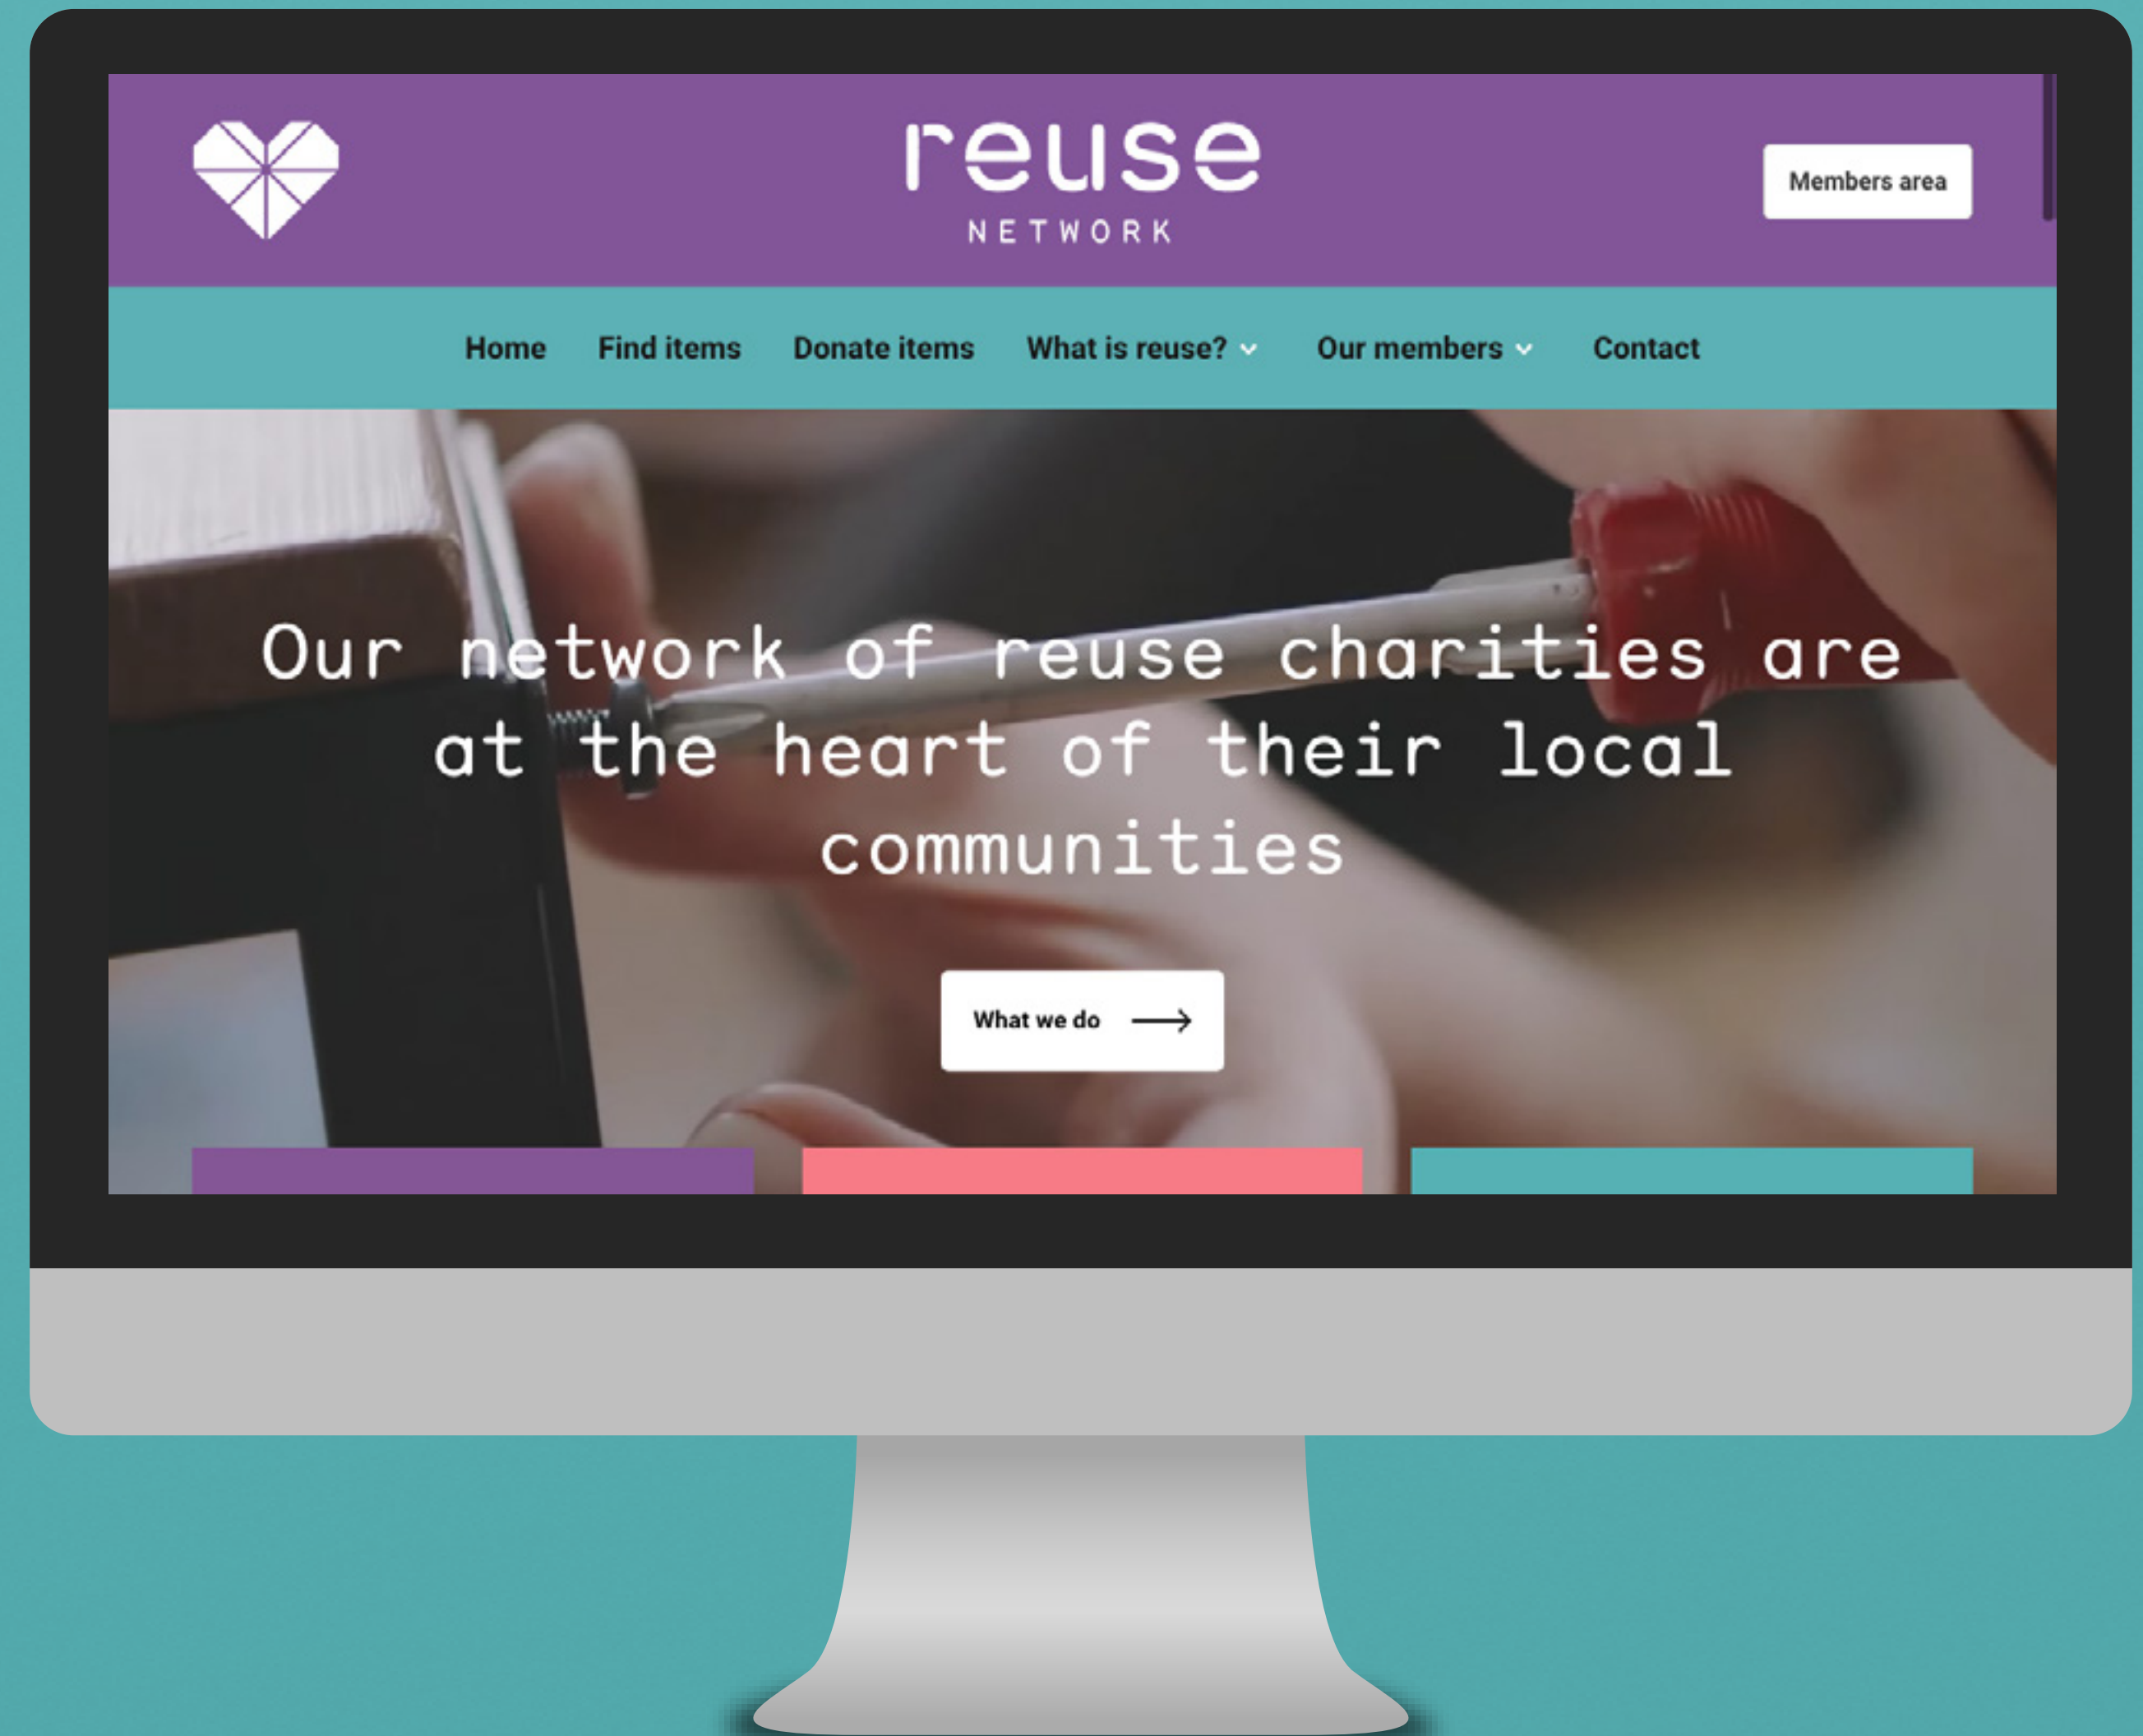 reuse
NETWORK
Members area
Home Find items Donate items What is reuse? Our members Contact
Our network of reuse charities are
at the heart of their local
communities
What we do